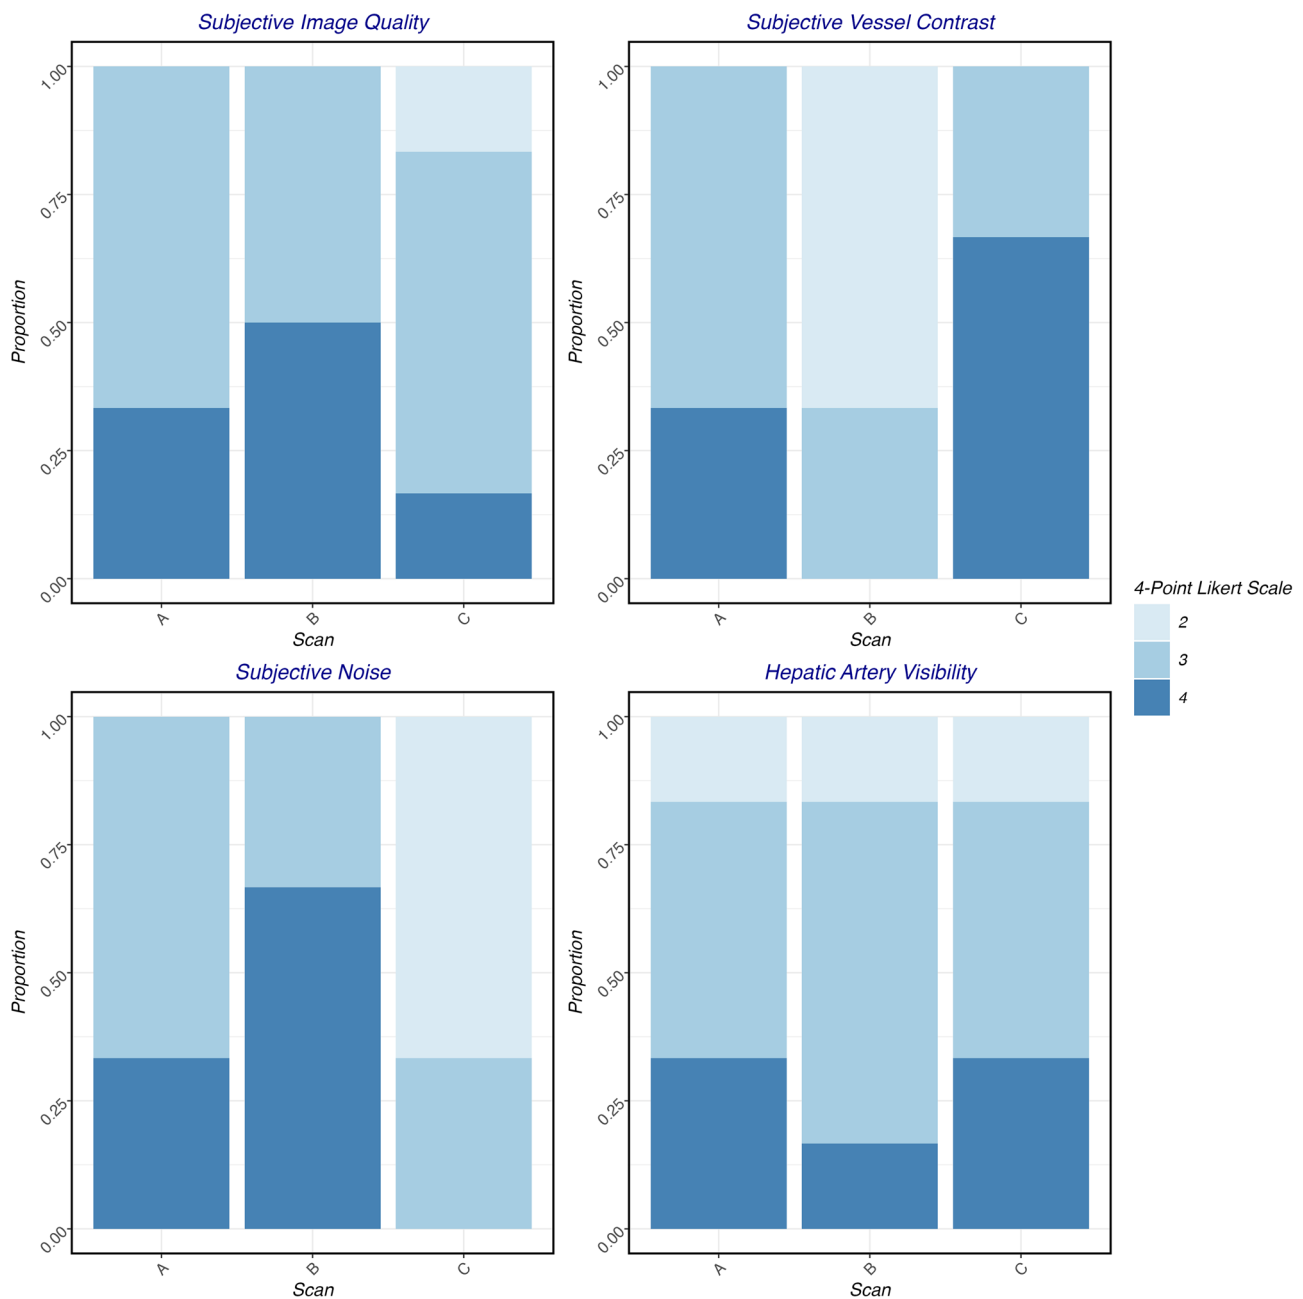 Subjective Image Quality
Proportion
1.00
0.75
0.50
0.25
0.00
A
B
C
Scan
Subjective Vessel Contrast
Proportion
1.00
0.75
0.50
0.25
0.00
A
B
C
Scan
Subjective Noise
Proportion
1.00
0.75
0.50
0.25
0.00
A
B
C
Scan
Hepatic Artery Visibility
Proportion
1.00
0.75
0.50
0.25
0.00
A
B
C
Scan
4-Point Likert Scale
2
3
4